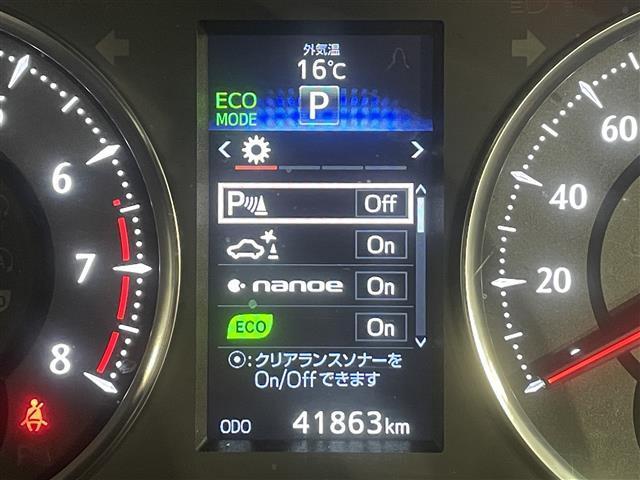 外気温
16℃
ECO
MODE
P
P Off
On
nanoe On
ECO On
⦿:クリアランスソナーを
On/Offできます
ODO 41863km
6
7
8
60
40
20